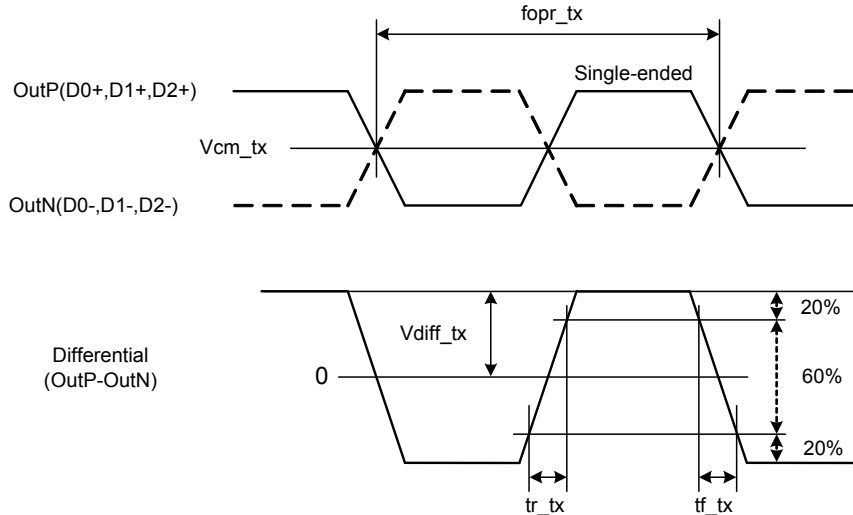 fopr_tx
OutP(D0+,D1+,D2+)
Single-ended
Vcm_tx
OutN(D0-,D1-,D2-)
20%
Vdiff_tx
Differential
(OutP-OutN)
0
60%
20%
tr_tx
tf_tx